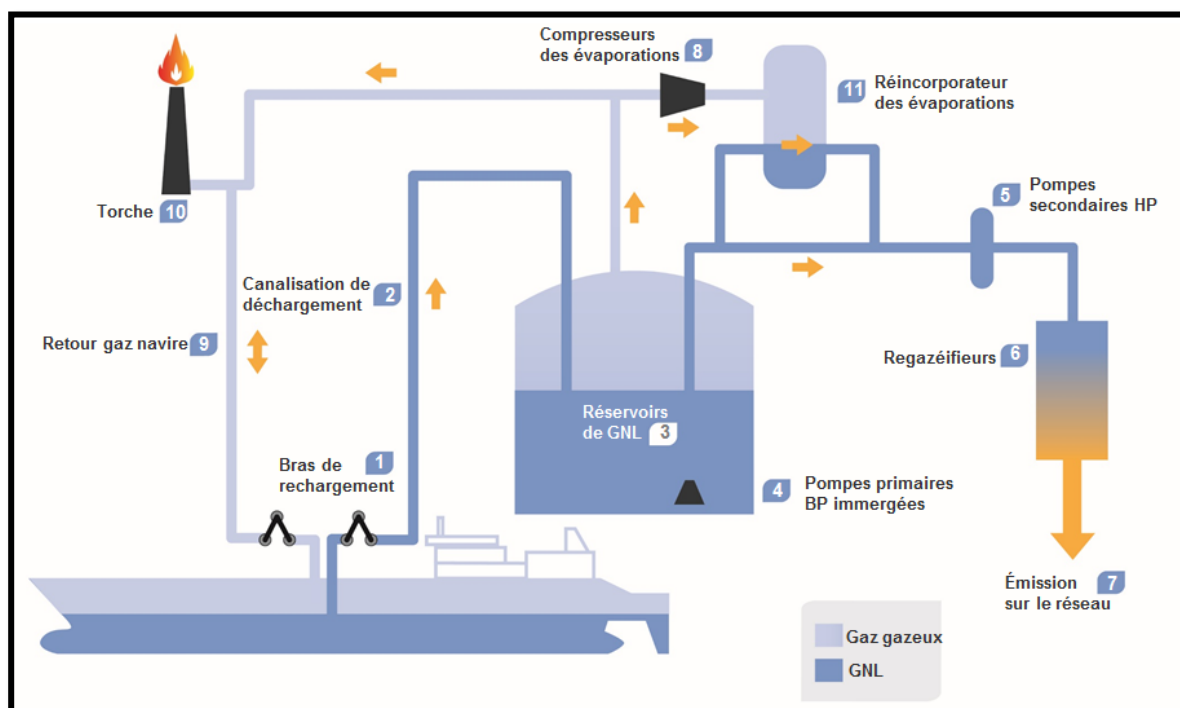 Compresseurs
des évaporations 8
11 Réincorporateur
des évaporations
5 Pompes
secondaires HP
Torche 10
Canalisation de
déchargement 2
Retour gaz navire 9
Regazéifieurs 6
Réservoirs
de GNL 3
Bras de 1
rechargement
4 Pompes primaires
BP immergées
Émission 7
sur le réseau
Gaz gazeux
GNL